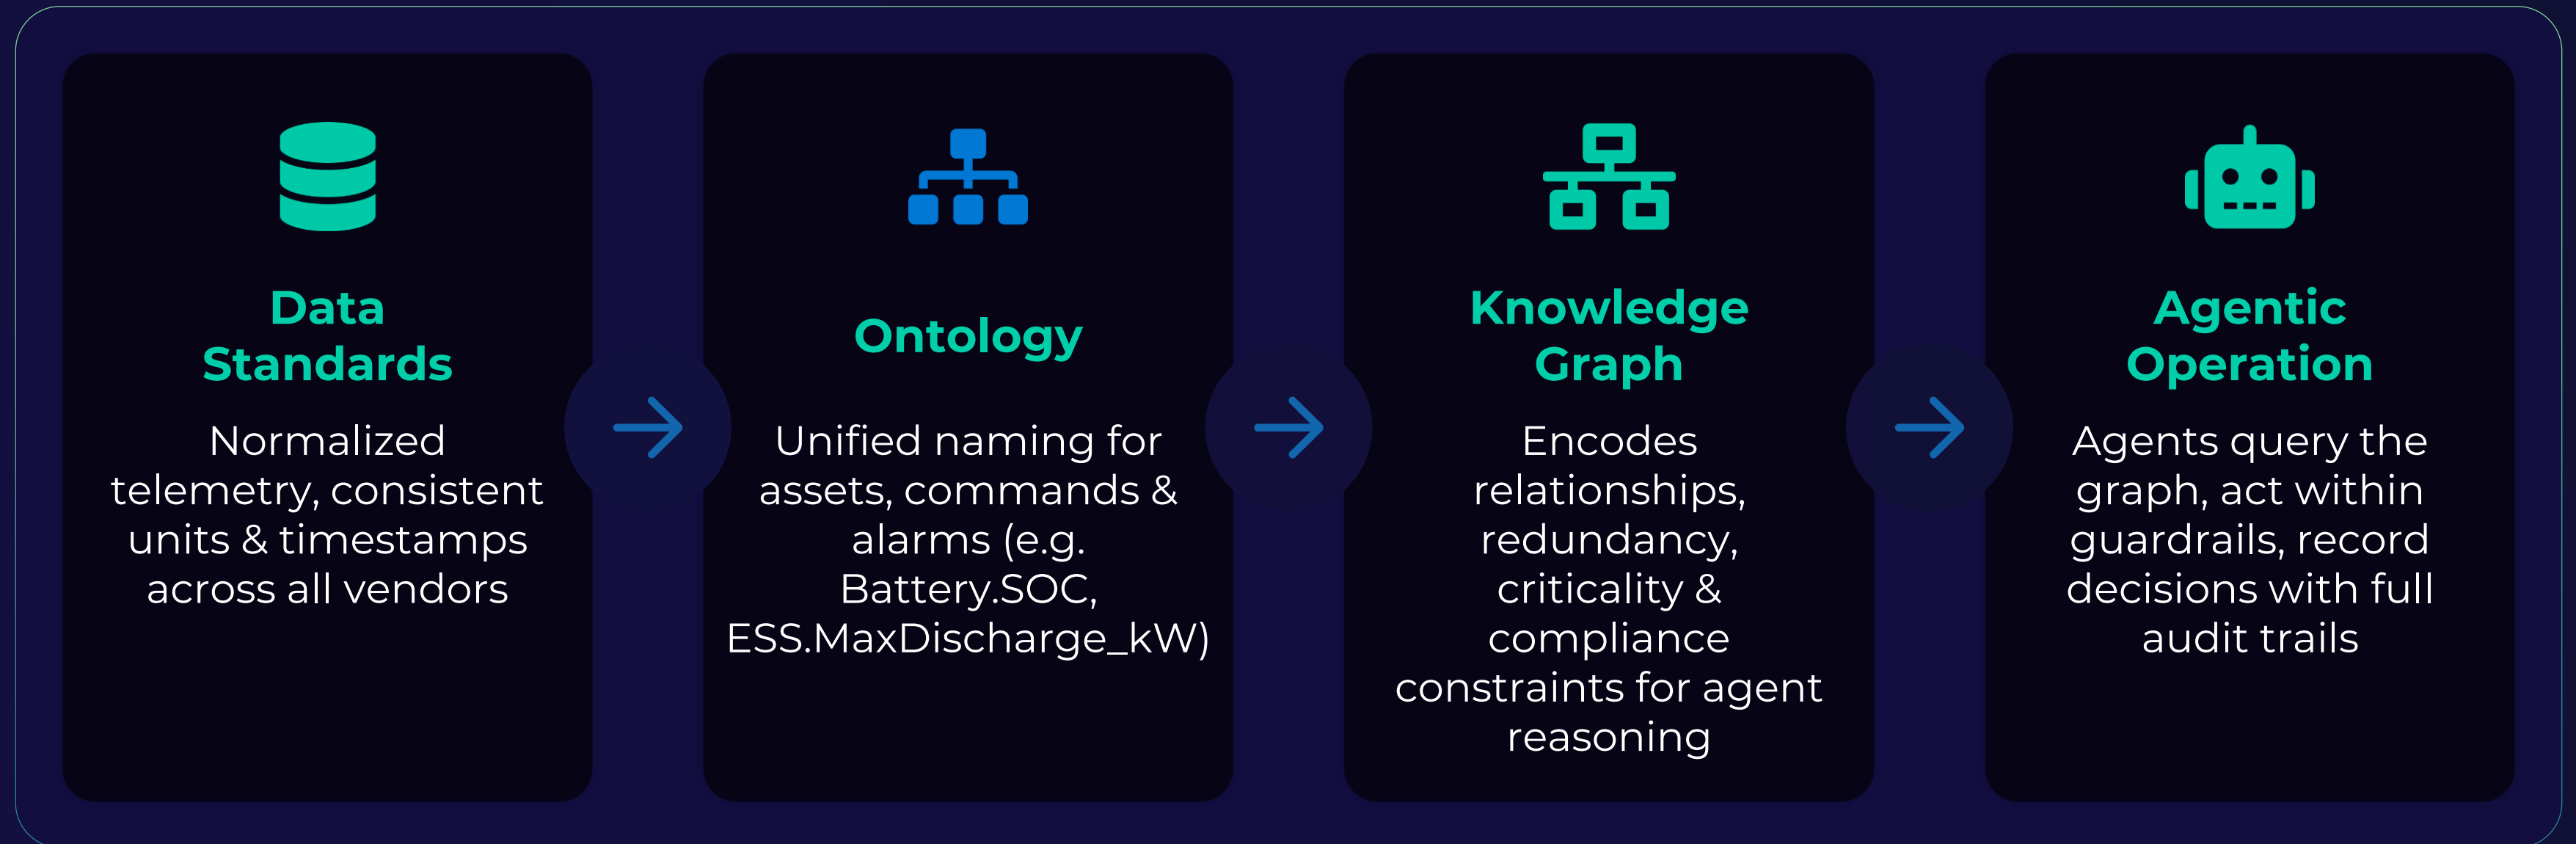 Data
Standards
Normalized
telemetry, consistent
units & timestamps
across all vendors
Ontology
Unified naming for
assets, commands &
alarms (e.g.
Battery.SOC,
ESS.MaxDischarge_kW)
Knowledge
Graph
Encodes
relationships,
redundancy,
criticality &
compliance
constraints for agent
reasoning
Agentic
Operation
Agents query the
graph, act within
guardrails, record
decisions with full
audit trails